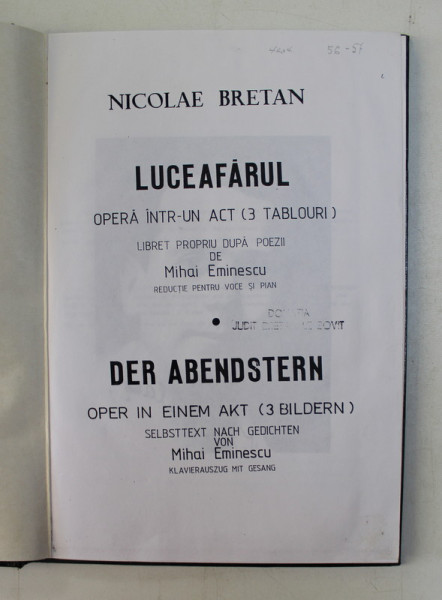 NICOLAE BRETAN
LUCEAFĂRUL
OPERĂ ÎNTR-UN ACT (3 TABLOURI)
LIBRET PROPRIU DUPĂ POEZII
DE
Mihai Eminescu
REDUCȚIE PENTRU VOCE ȘI PIAN
JUDIT
DER ABENDSTERN
OPER IN EINEM AKT (3 BILDERN)
SELBSTTEXT NACH GEDICHTEN
VON
Mihai Eminescu
KLAVIERAUSZUG MIT GESANG